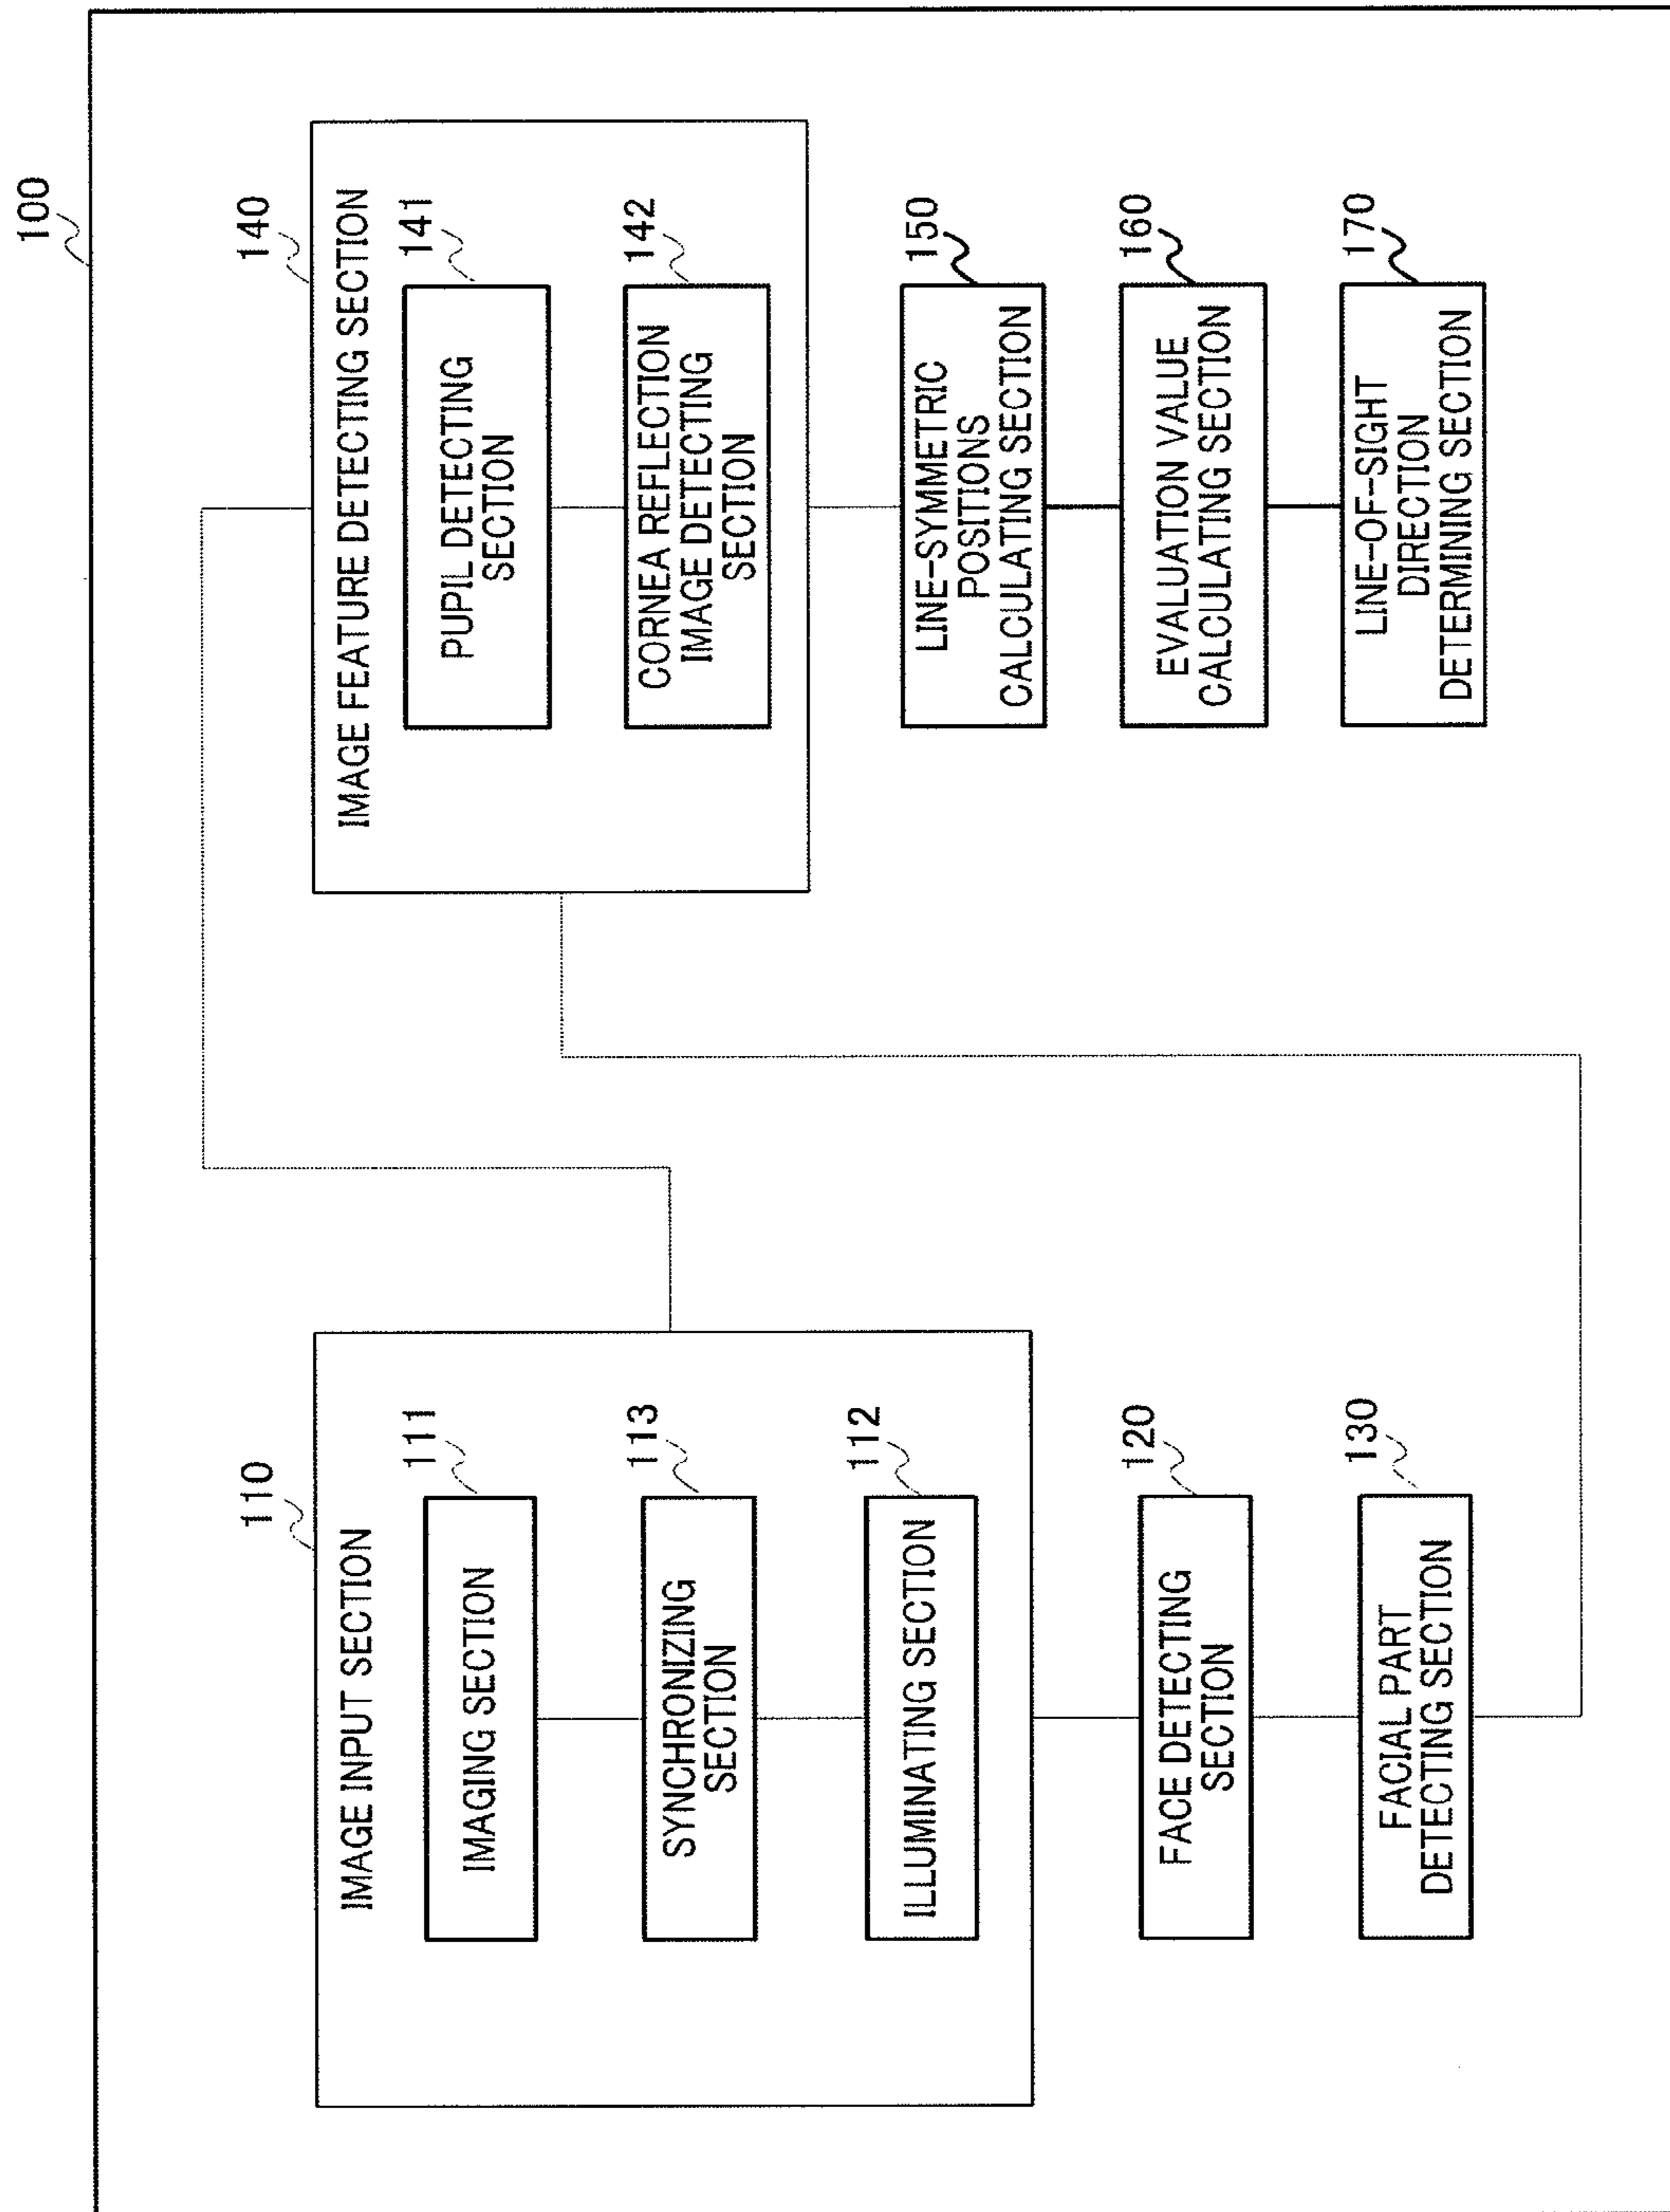 100
110
IMAGE INPUT SECTION
111
IMAGING SECTION
113
SYNCHRONIZING
SECTION
112
ILLUMINATING SECTION
120
FACE DETECTING
SECTION
130
FACIAL PART
DETECTING SECTION
140
IMAGE FEATURE DETECTING SECTION
141
PUPIL DETECTING
SECTION
142
CORNEA REFLECTION
IMAGE DETECTING
SECTION
150
LINE-SYMMETRIC
POSITIONS
CALCULATING SECTION
160
EVALUATION VALUE
CALCULATING SECTION
170
LINE-OF-SIGHT
DIRECTION
DETERMINING SECTION